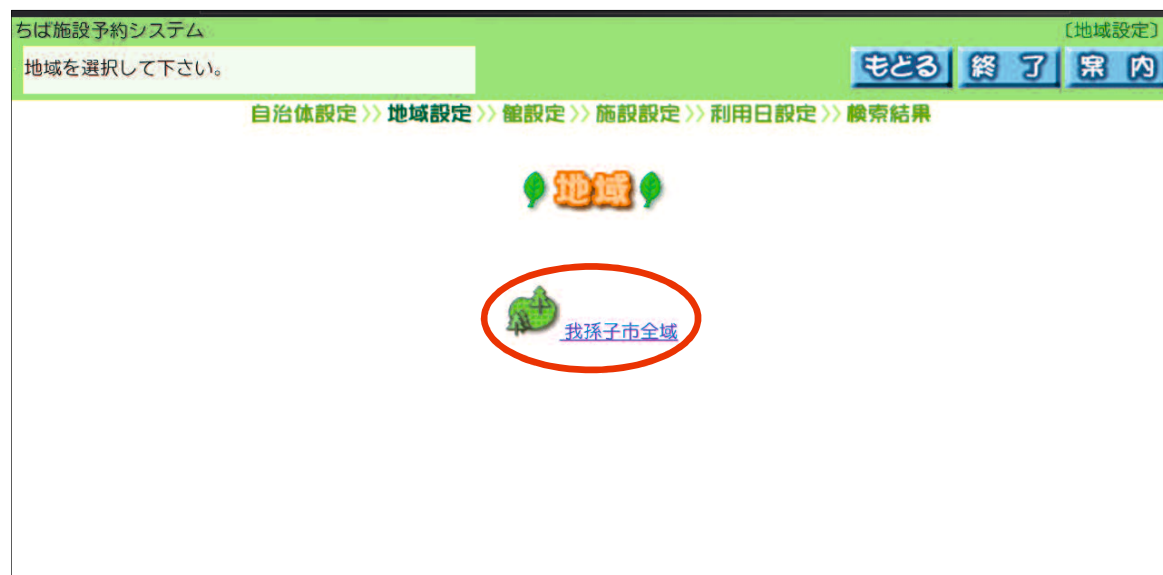 ちば施設予約システム 〔地域設定〕
地域を選択して下さい。 もどる 終了 案内
自治体設定>>地域設定>>館設定>>施設設定>>利用日設定>>検索結果
地域
我孫子市全域